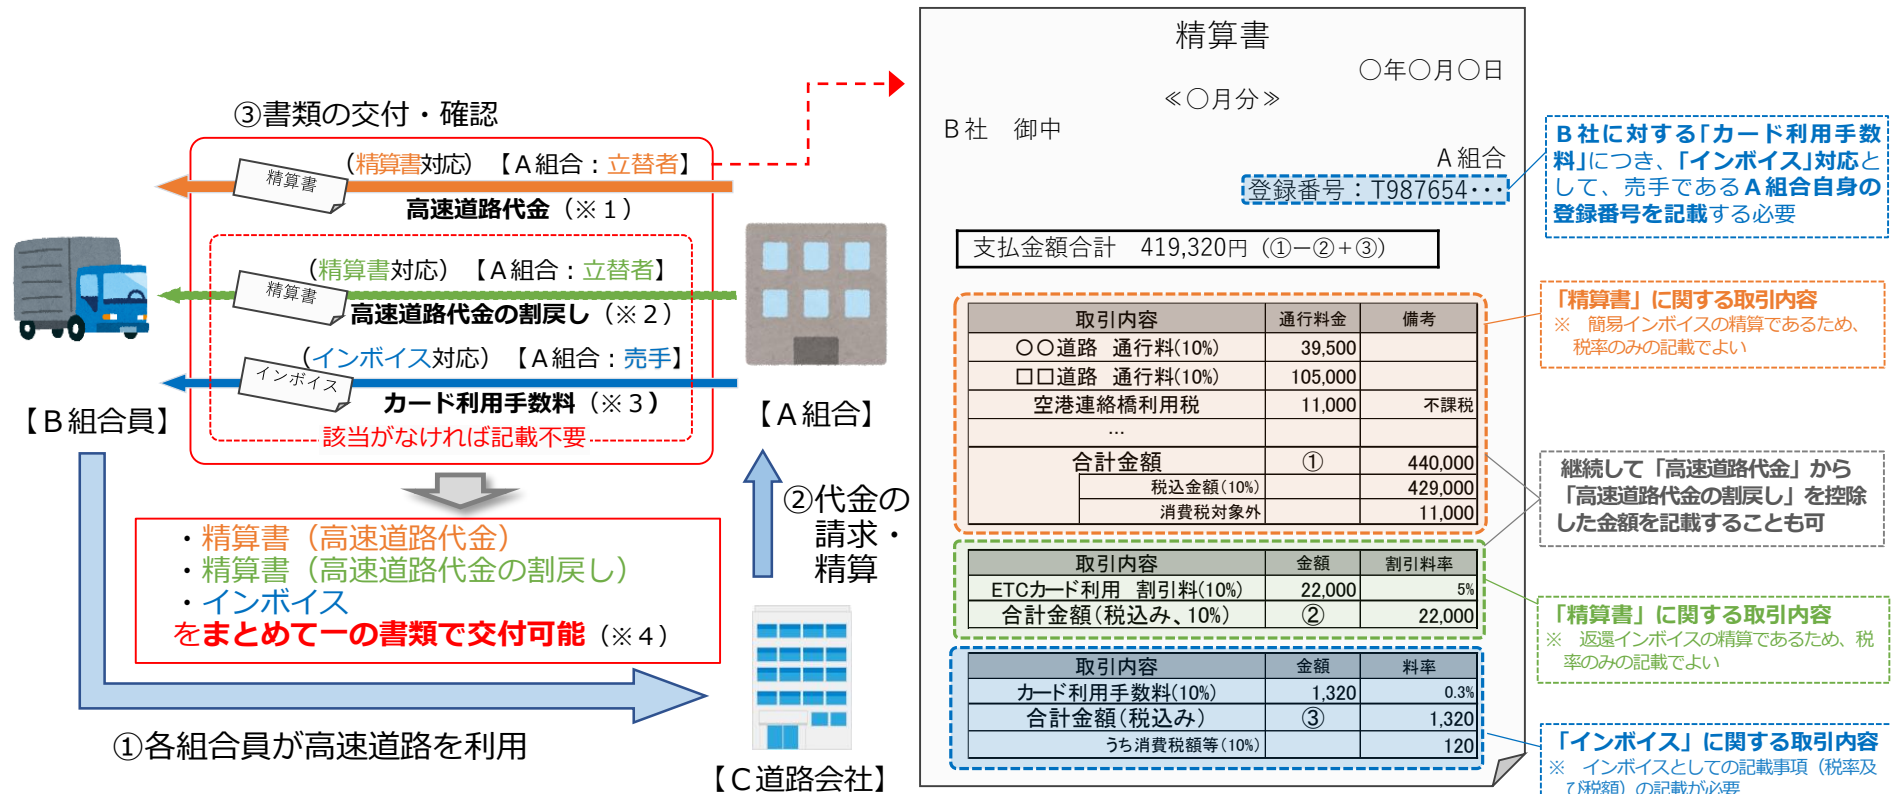 ③書類の交付・確認
（精算書対応）【Ａ組合：立替者】
精算書
高速道路代金（※１）
（精算書対応）【Ａ組合：立替者】
精算書
高速道路代金の割戻し（※２）
（インボイス対応）【Ａ組合：売手】
インボイス
カード利用手数料（※３）
該当がなければ記載不要
【Ｂ組合員】
【Ａ組合】
・精算書（高速道路代金）
・精算書（高速道路代金の割戻し）
・インボイス
をまとめて一の書類で交付可能（※４）
②代金の
請求・
精算
①各組合員が高速道路を利用
【Ｃ道路会社】
精算書
〇年〇月〇日
≪〇月分≫
Ｂ社　御中
Ａ組合
登録番号：T987654・・・
支払金額合計　419,320円（①－②＋③）
取引内容 通行料金 備考
〇〇道路　通行料(10%) 39,500
□□道路　通行料(10%) 105,000
空港連絡橋利用税 11,000 不課税
…
合計金額 ① 440,000
税込金額(10%) 429,000
消費税対象外 11,000
取引内容 金額 割引料率
ETCカード利用　割引料(10%) 22,000 5%
合計金額(税込み、10%) ② 22,000
取引内容 金額 料率
カード利用手数料(10%) 1,320 0.3%
合計金額(税込み) ③ 1,320
うち消費税額等(10%) 120
Ｂ社に対する「カード利用手数
料」につき、「インボイス」対応と
して、売手であるＡ組合自身の
登録番号を記載する必要
「精算書」に関する取引内容
※　簡易インボイスの精算であるため、
税率のみの記載でよい
継続して「高速道路代金」から
「高速道路代金の割戻し」を控除
した金額を記載することも可
「精算書」に関する取引内容
※　返還インボイスの精算であるため、税
率のみの記載でよい
「インボイス」に関する取引内容
※　インボイスとしての記載事項（税率及
び税額）の記載が必要